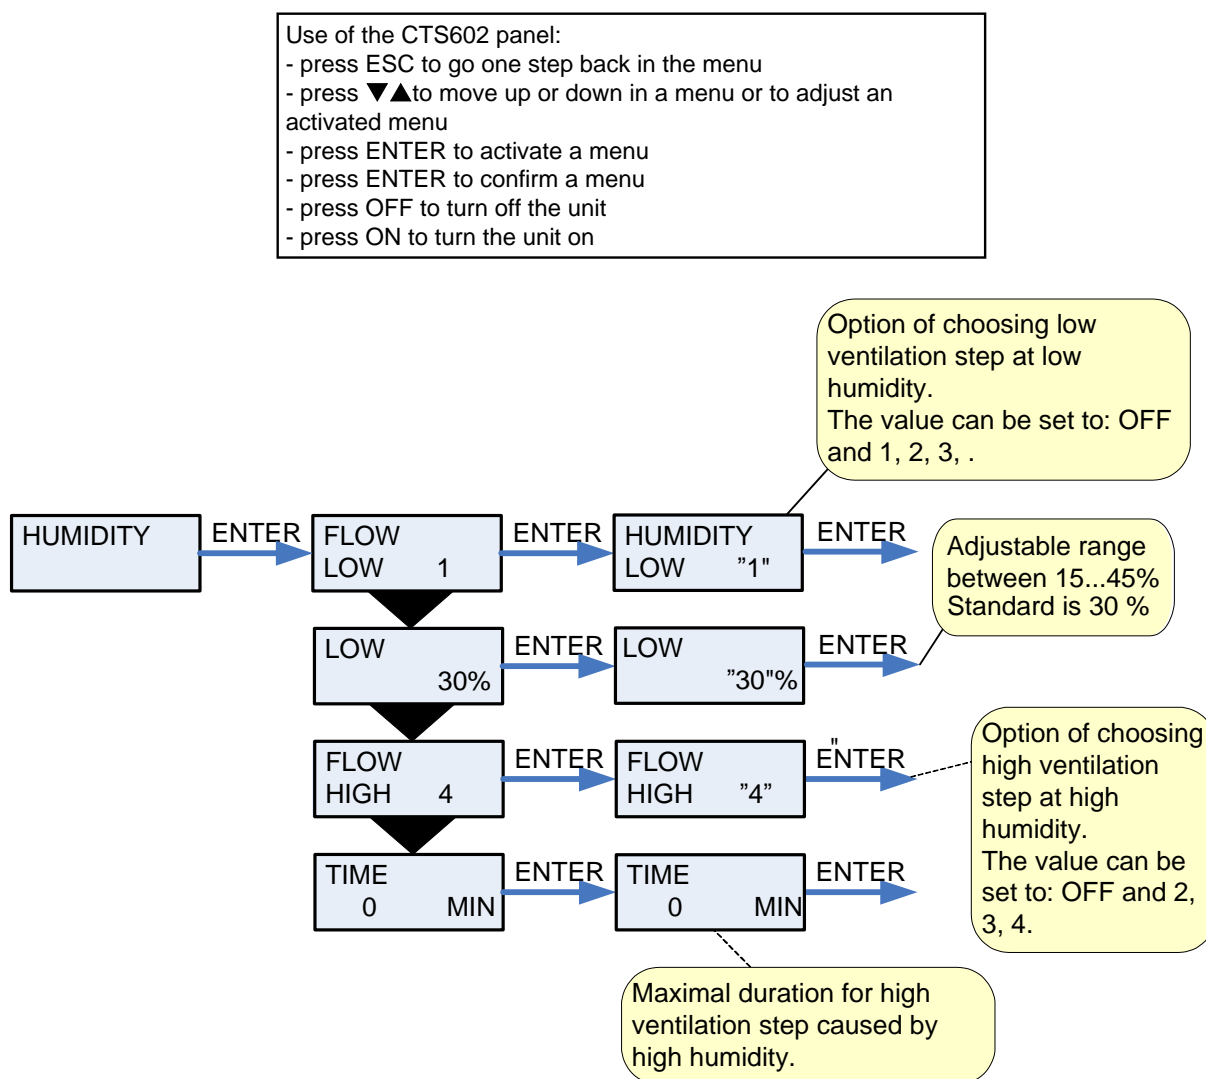 Use of the CTS602 panel:
- press ESC to go one step back in the menu
- press ▼▲to move up or down in a menu or to adjust an
activated menu
- press ENTER to activate a menu
- press ENTER to confirm a menu
- press OFF to turn off the unit
- press ON to turn the unit on
Option of choosing low
ventilation step at low
humidity.
The value can be set to: OFF
and 1, 2, 3, .
HUMIDITY
ENTER
FLOW
LOW 1
ENTER
HUMIDITY
LOW ”1"
ENTER
Adjustable range
between 15...45%
Standard is 30 %
LOW
30%
ENTER
LOW
”30"%
ENTER
FLOW
HIGH 4
ENTER
FLOW
HIGH ”4”
"
ENTER
Option of choosing
high ventilation
step at high
humidity.
The value can be
set to: OFF and 2,
3, 4.
TIME
0 MIN
ENTER
TIME
0 MIN
ENTER
Maximal duration for high
ventilation step caused by
high humidity.